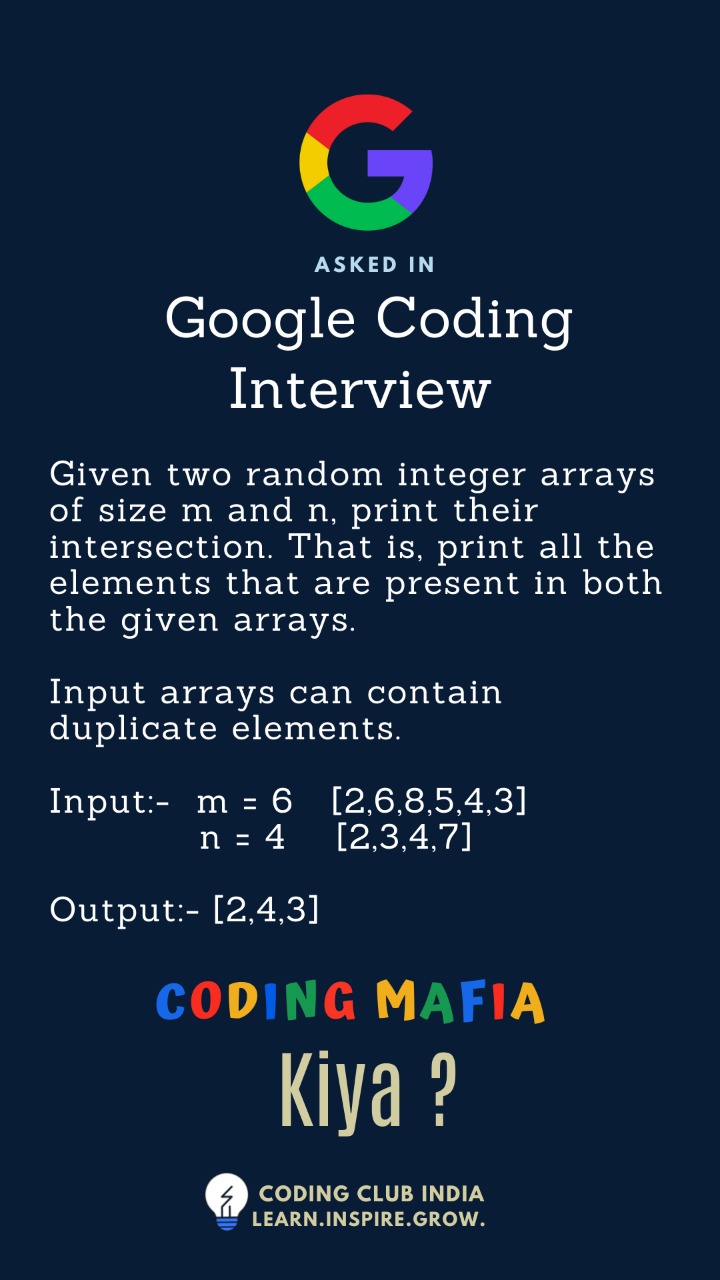 G
ASKED IN
Google Coding
Interview
Given two random integer arrays
of size m and n, print their
intersection. That is, print all the
elements that are present in both
the given arrays.
Input arrays can contain
duplicate elements.
Input:- m = 6 [2,6,8,5,4,3]
n = 4 [2,3,4,7]
Output:- [2,4,3]
CODING MAFIA
Kiya ?
CODING CLUB INDIA
LEARN.INSPIRE.GROW.